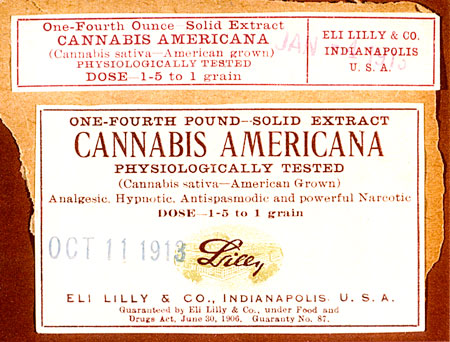 One-Fourth Ounce Solid Extract
CANNABIS AMERICANA
(Cannabis sativa—American grown)
PHYSIOLOGICALLY TESTED
DOSE—1-5 to 1 grain
JAN 1913
ELI LILLY & CO.
INDIANAPOLIS
U. S. A.
ONE-FOURTH POUND—SOLID EXTRACT
CANNABIS AMERICANA
PHYSIOLOGICALLY TESTED
(Cannabis sativa—American Grown)
Analgesic, Hypnotic, Antispasmodic and powerful Narcotic
DOSE—1-5 to 1 grain
OCT 11 1913
Lilly
ELI LILLY & CO., INDIANAPOLIS, U. S. A.
Guaranteed by Eli Lilly & Co., under Food and
Drugs Act, June 30, 1906. Guaranty No. 87.